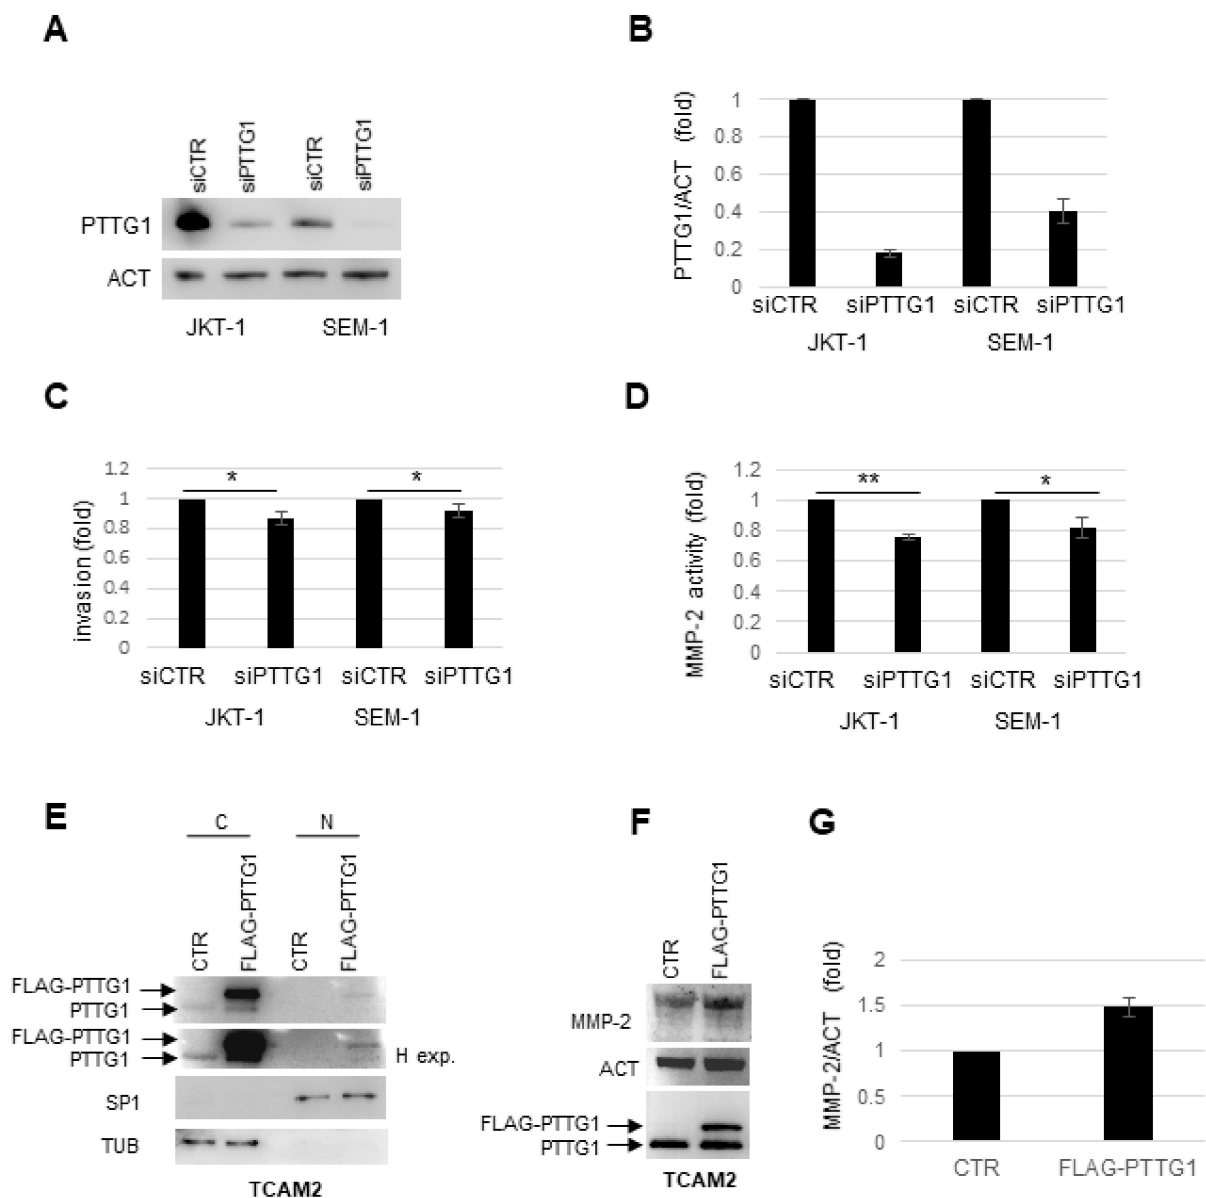 A
siCTR
siPTTG1
siCTR
siPTTG1
PTTG1
ACT
JKT-1
SEM-1
B
PTTG1/ACT (fold)
1
0.8
0.6
0.4
0.2
0
siCTR
siPTTG1
siCTR
siPTTG1
JKT-1
SEM-1
C
invasion (fold)
1.2
1
0.8
0.6
0.4
0.2
0
*
*
siCTR
siPTTG1
siCTR
siPTTG1
JKT-1
SEM-1
D
MMP-2 activity (fold)
1.2
1
0.8
0.6
0.4
0.2
0
**
*
siCTR
siPTTG1
siCTR
siPTTG1
JKT-1
SEM-1
E
C
N
CTR
FLAG-PTTG1
CTR
FLAG-PTTG1
FLAG-PTTG1
PTTG1
FLAG-PTTG1
PTTG1
H exp.
SP1
TUB
TCAM2
F
CTR
FLAG-PTTG1
MMP-2
ACT
FLAG-PTTG1
PTTG1
TCAM2
G
MMP-2/ACT (fold)
2
1.5
1
0.5
0
CTR
FLAG-PTTG1